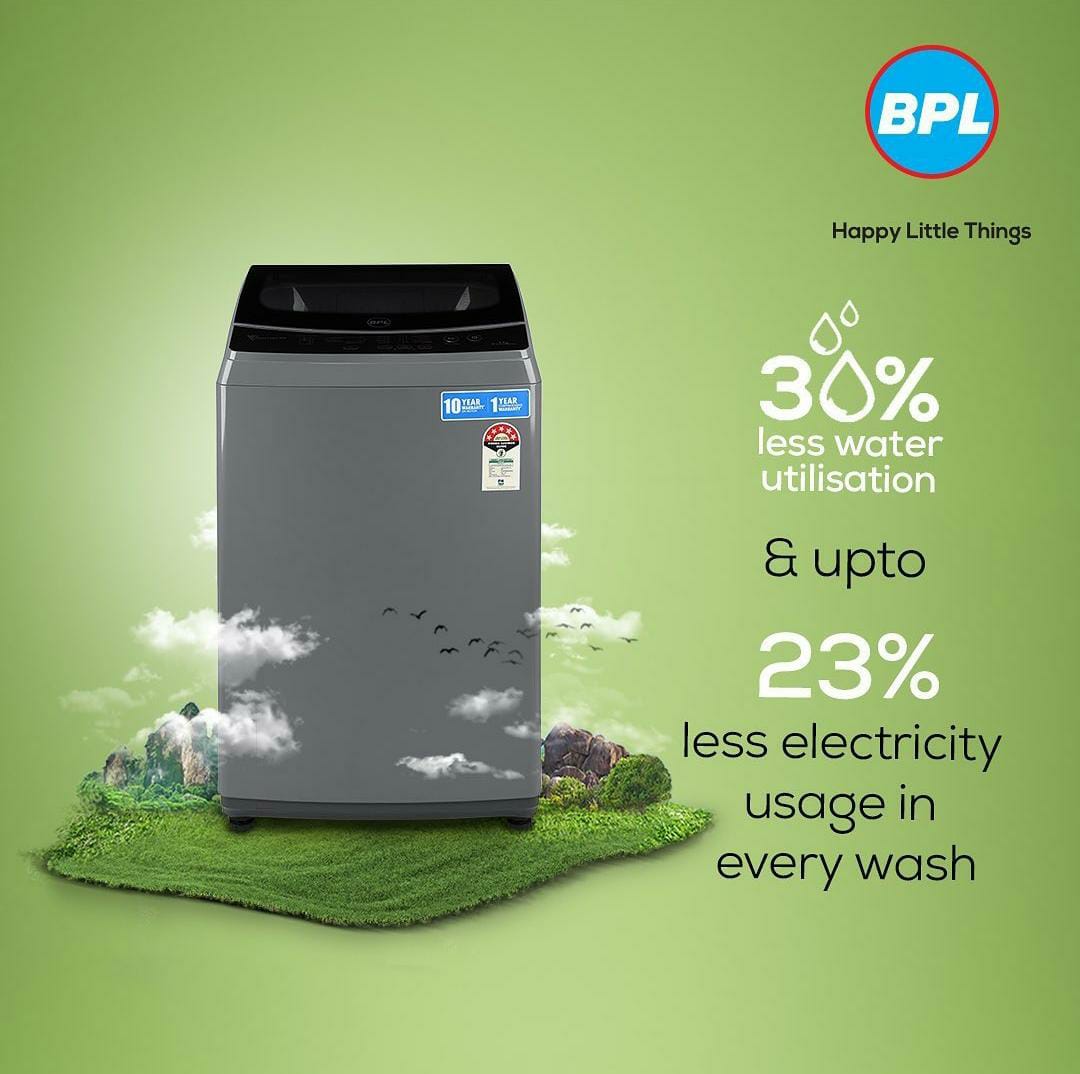 BPL
Happy Little Things
BPL
10 YEAR WARRANTY
1 YEAR WARRANTY
30%
less water
utilisation
& upto
23%
less electricity
usage in
every wash